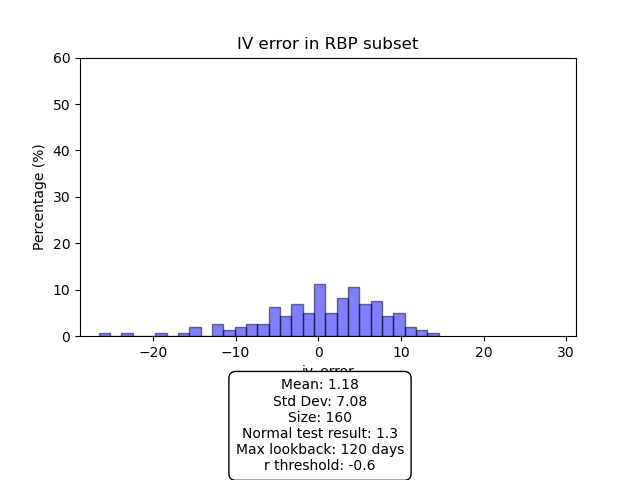 IV error in RBP subset
60
50
40
30
20
10
0
Percentage (%)
−20
−10
0
10
20
30
iv_error
Mean: 1.18
Std Dev: 7.08
Size: 160
Normal test result: 1.3
Max lookback: 120 days
r threshold: -0.6